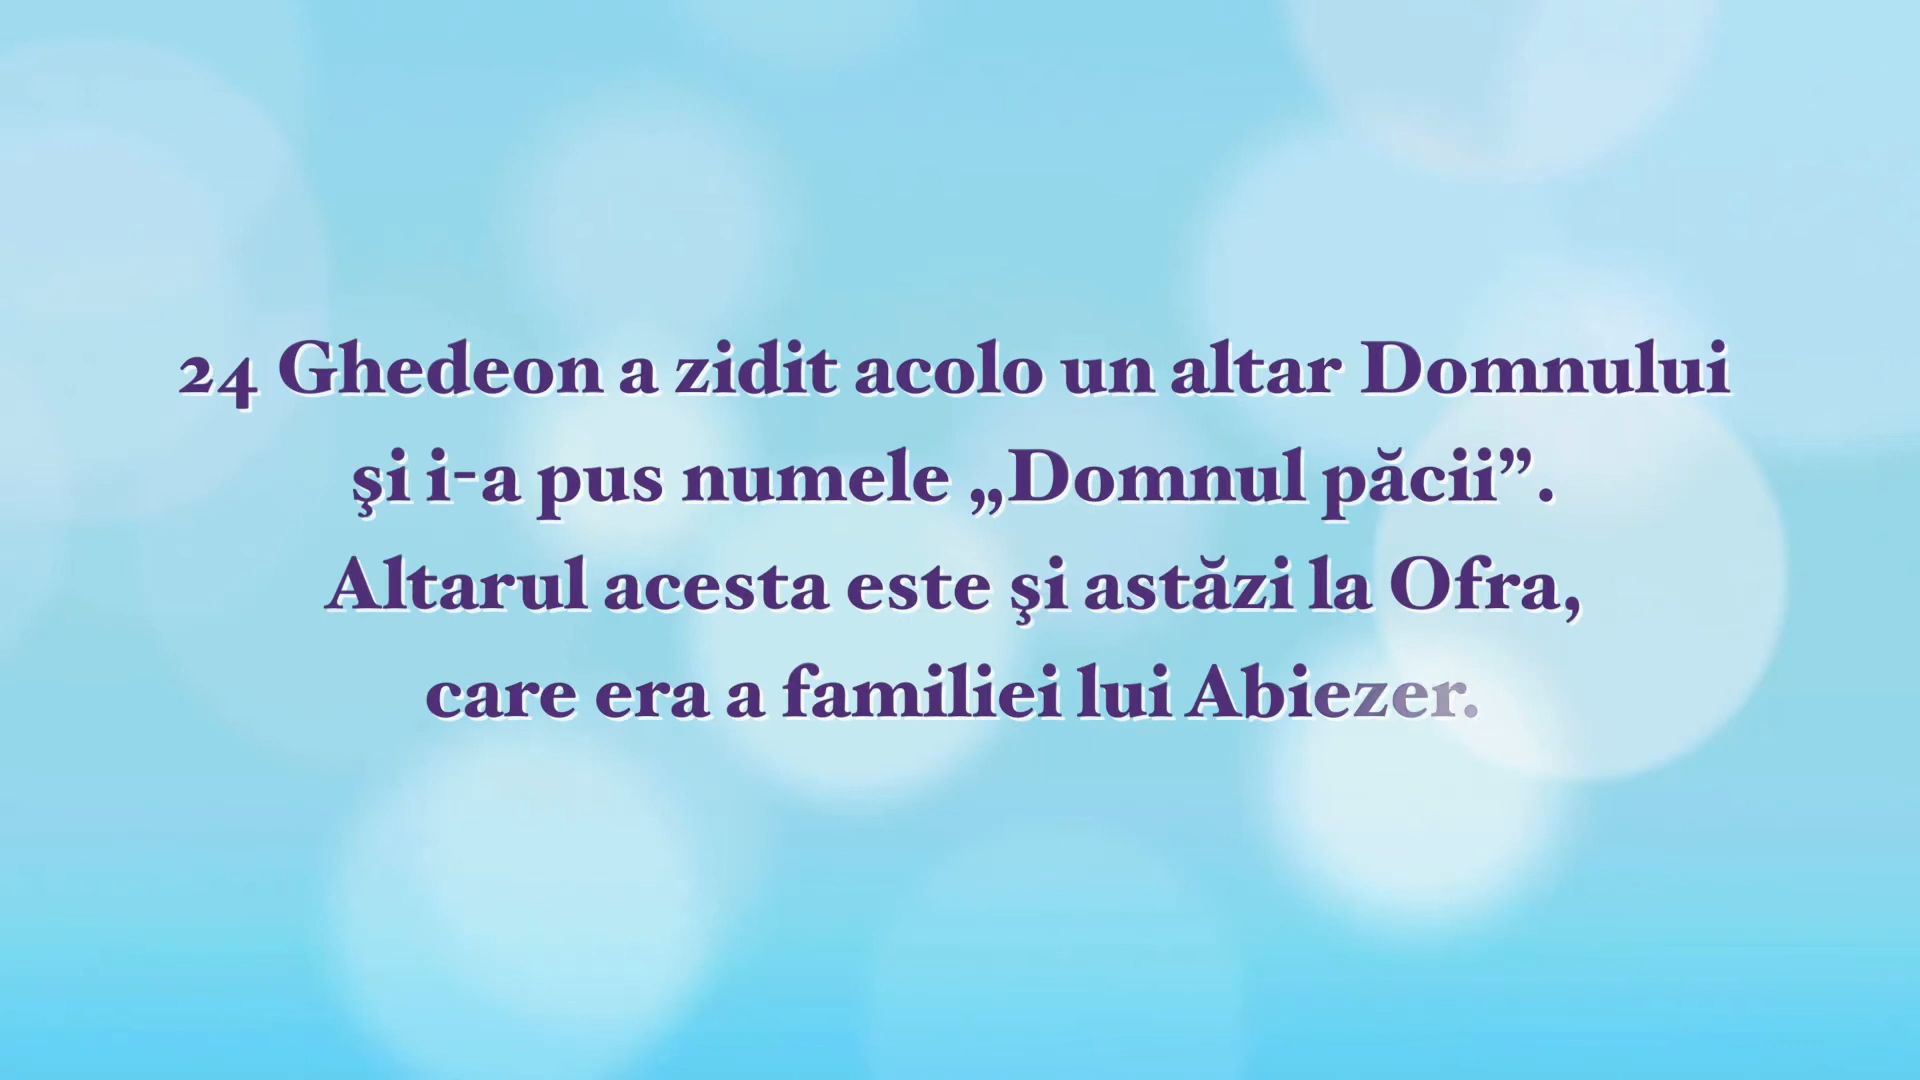 24 Ghedeon a zidit acolo un altar Domnului
şi i-a pus numele „Domnul păcii”.
Altarul acesta este şi astăzi la Ofra,
care era a familiei lui Abiezer.